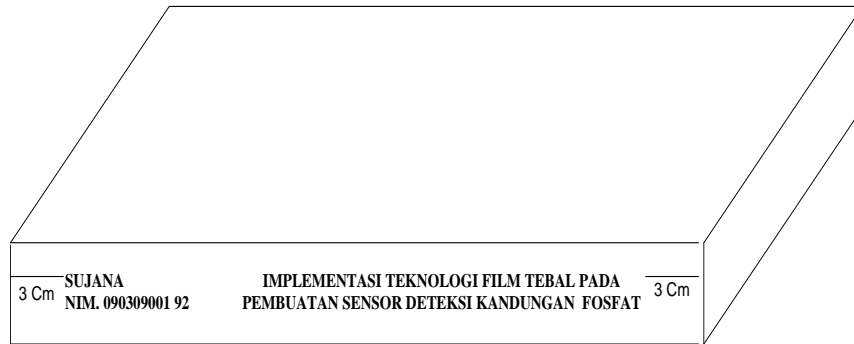 SUJANA
NIM. 090309001 92
IMPLEMENTASI TEKNOLOGI FILM TEBAL PADA
PEMBUATAN SENSOR DETEKSI KANDUNGAN FOSFAT
3 Cm
3 Cm